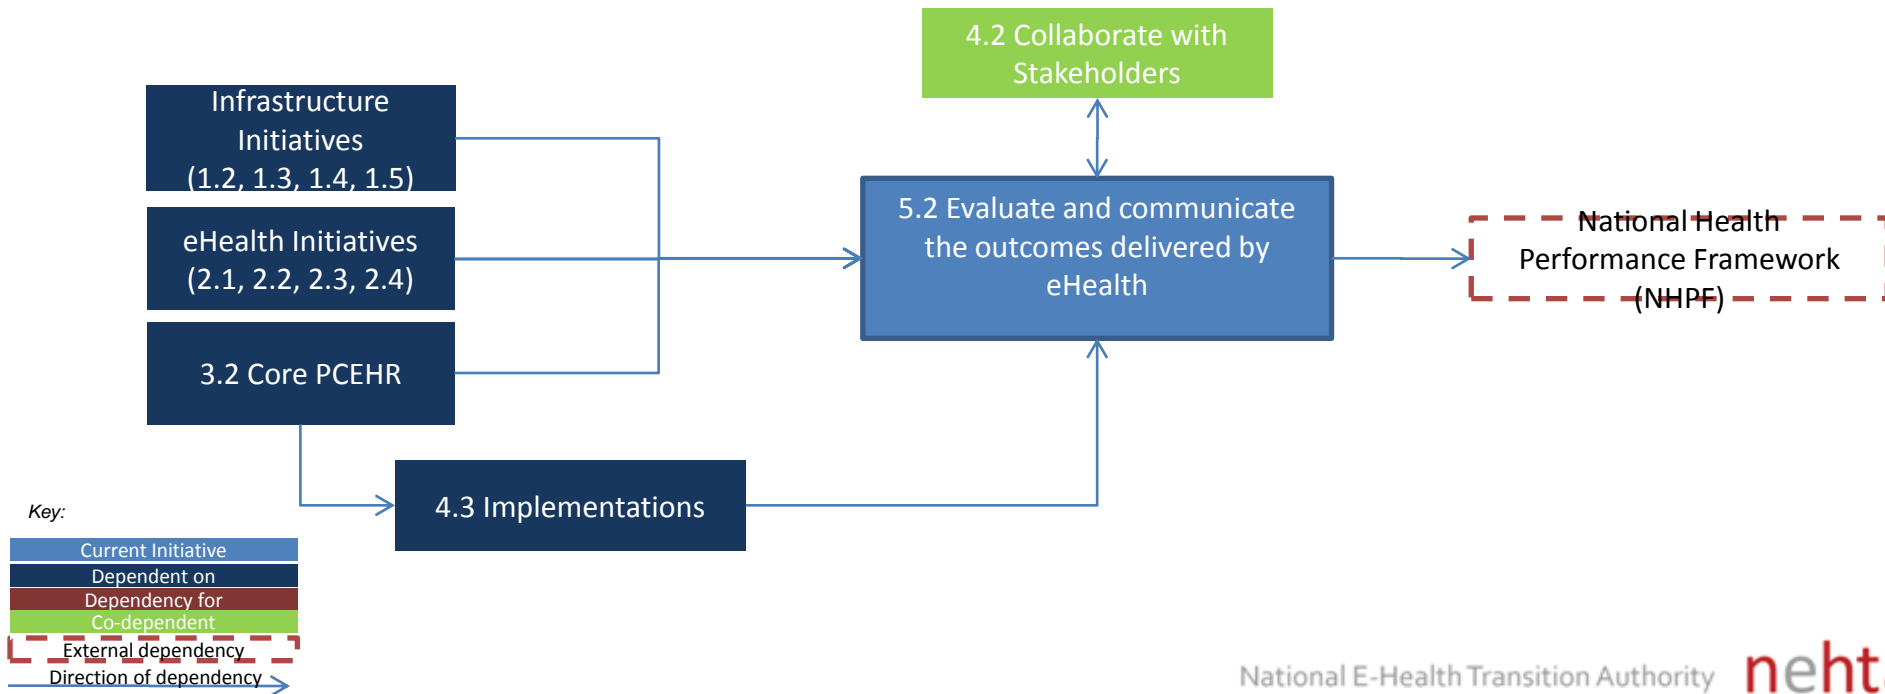 4.2 Collaborate with
Stakeholders
Infrastructure
Initiatives
(1.2, 1.3, 1.4, 1.5)
eHealth Initiatives
(2.1, 2.2, 2.3, 2.4)
3.2 Core PCEHR
5.2 Evaluate and communicate
the outcomes delivered by
eHealth
National Health
Performance Framework
(NHPF)
4.3 Implementations
Key:
Current Initiative
Dependent on
Dependency for
Co-dependent
External dependency
Direction of dependency
National E-Health Transition Authority
neht